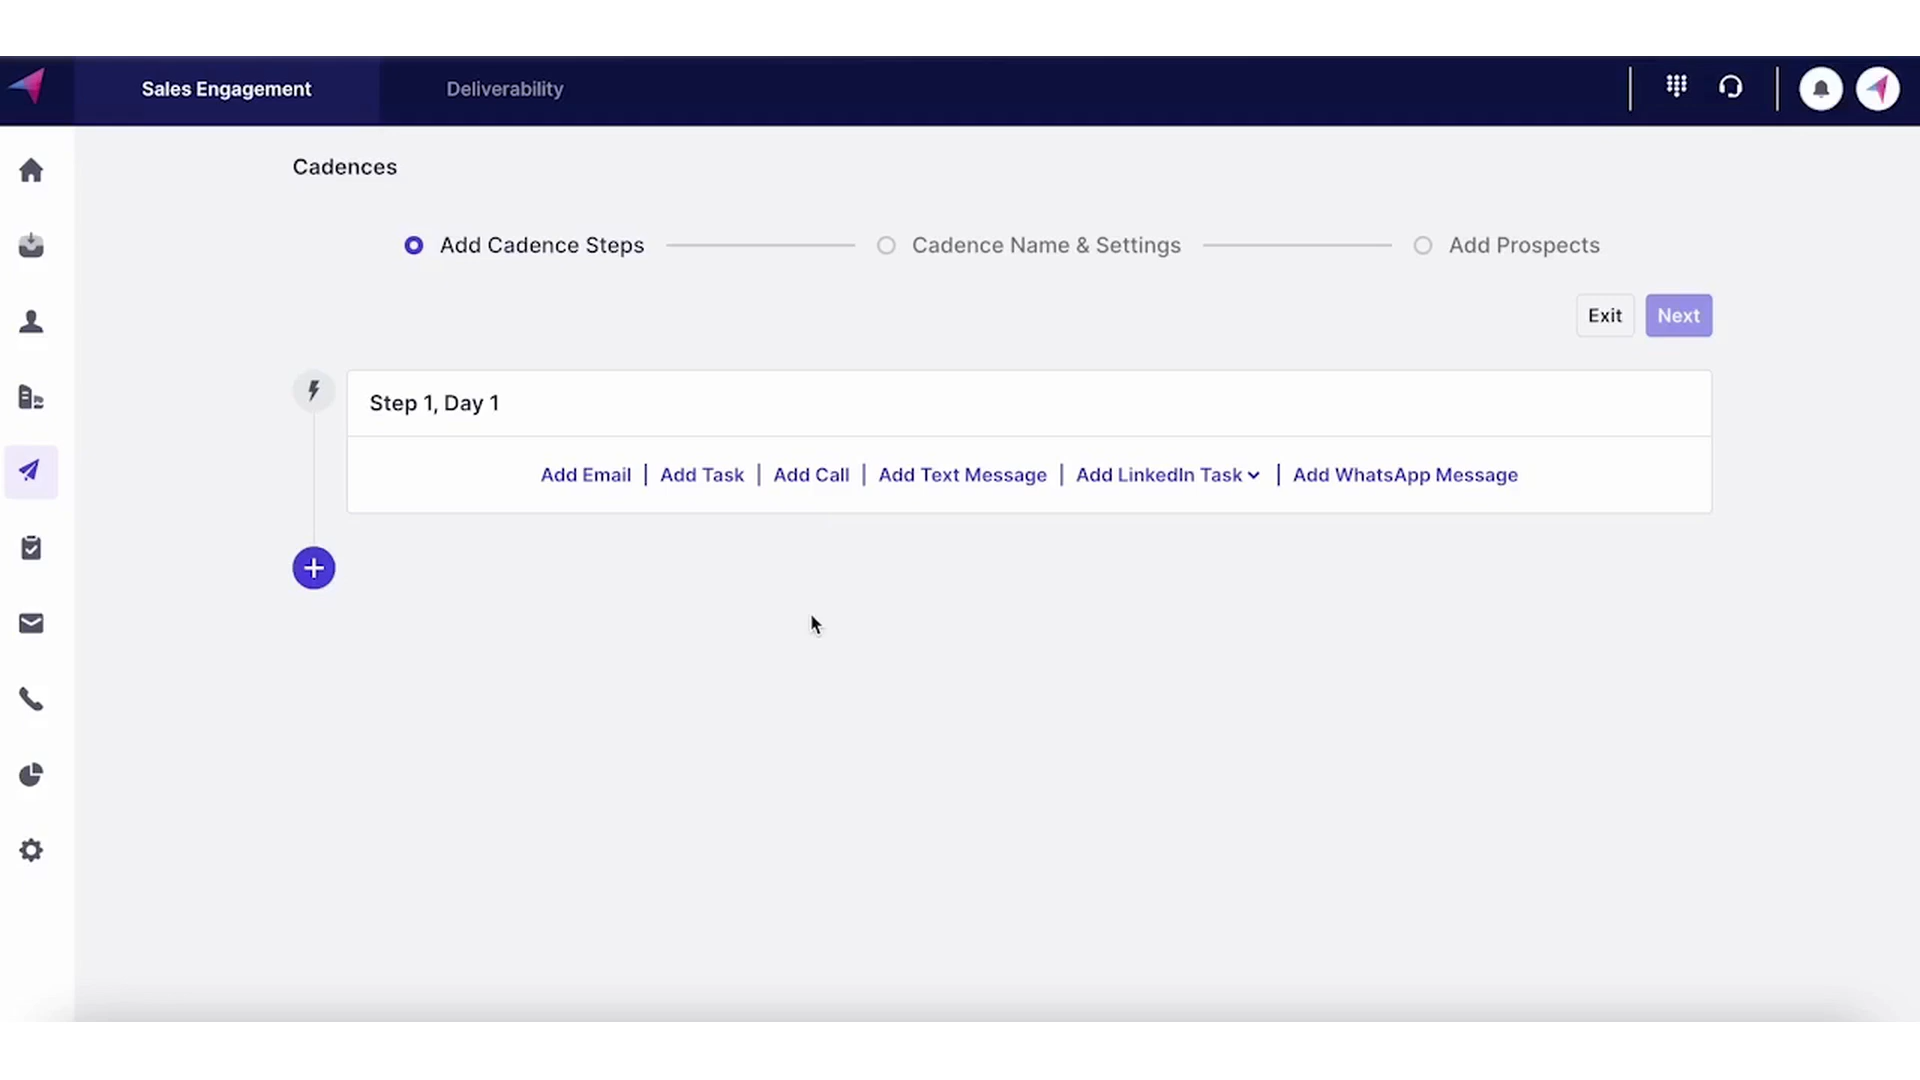 Sales Engagement
Deliverability
Cadences
Add Cadence Steps
Cadence Name & Settings
Add Prospects
Exit
Next
Step 1, Day 1
Add Email | Add Task | Add Call | Add Text Message | Add LinkedIn Task | Add WhatsApp Message